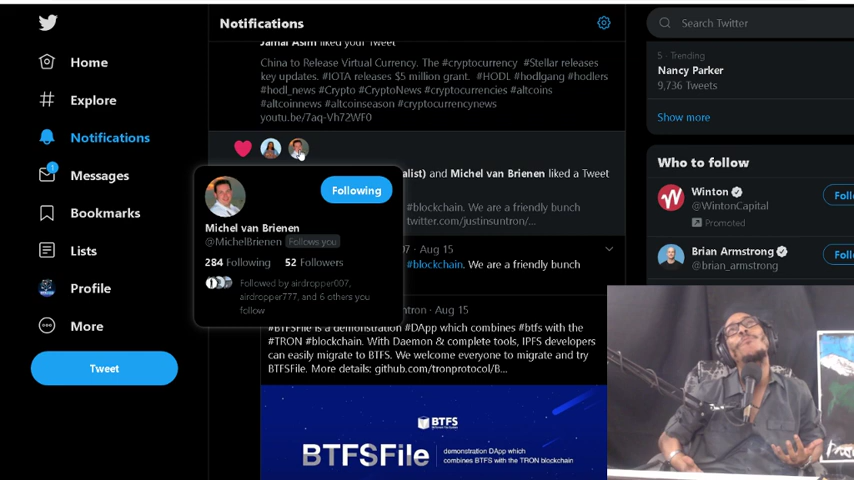 Home
Explore
Notifications
1
Messages
Bookmarks
Lists
Profile
More
Tweet
Notifications
Jamal Asim liked your Tweet
China to Release Virtual Currency. The #cryptocurrency #Stellar releases
key updates. #IOTA releases $5 million grant. #HODL #hodlgang #hodlers
#hodl_news #Crypto #CryptoNews #cryptocurrencies #altcoins
#altcoinnews #altcoinseason #cryptocurrencynews
youtu.be/7aq-Vh72WF0
alist) and Michel van Brienen liked a Tweet
#blockchain. We are a friendly bunch
twitter.com/justinsuntron/...
Following
Michel van Brienen
@MichelBrienen Follows you
284 Following 52 Followers
Followed by airdropper007,
airdropper777, and 6 others you
follow
07 · Aug 15
#blockchain. We are a friendly bunch
ntron · Aug 15
#BTFSFile is a demonstration #DApp which combines #btfs with the
#TRON #blockchain. With Daemon & complete tools, IPFS developers
can easily migrate to BTFS. We welcome everyone to migrate and try
BTFSFile. More details: github.com/tronprotocol/B...
BTFS
BTFSFile
demonstration DApp which
combines BTFS with the TRON blockchain
Search Twitter
5 · Trending
Nancy Parker
9,736 Tweets
Show more
Who to follow
Winton
@WintonCapital
Promoted
Foll
Brian Armstrong
@brian_armstrong
Foll